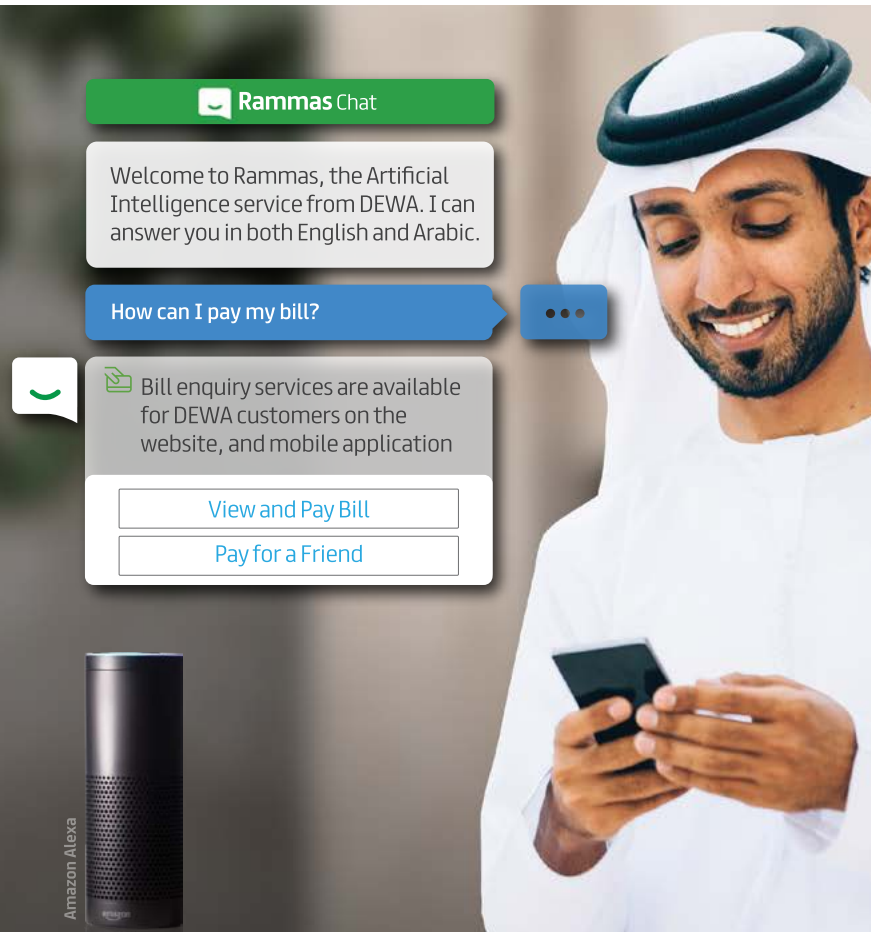 Rammas Chat
Welcome to Rammas, the Artificial
Intelligence service from DEWA. I can
answer you in both English and Arabic.
How can I pay my bill?
Bill enquiry services are available
for DEWA customers on the
website, and mobile application
View and Pay Bill
Pay for a Friend
Amazon Alexa
amazon